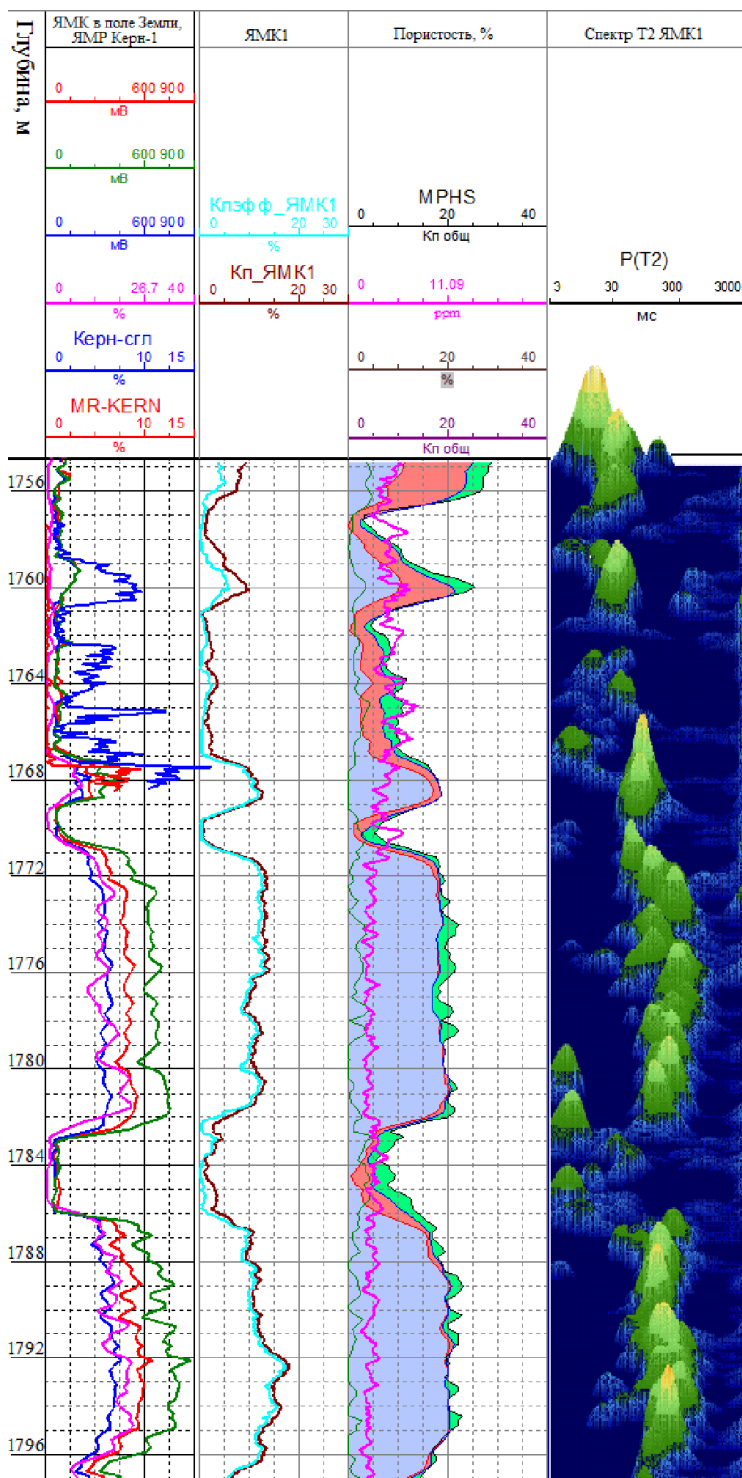 ЯМК в поле Земли,
ЯМР Керн-1
ЯМК1
Пористость, %
Спектр Т2 ЯМК1
Глубина, м
0 600 900
мВ
0 600 900
мВ
0 600 900
мВ
0 26.7 40
%
Керн-сгл
0 10 15
%
MR-KERN
0 10 15
%
Кпэфф_ЯМК1
0 20 30
%
Кп_ЯМК1
0 20 30
%
MPHS
0 20 40
Кп общ
0 11.09
ppm
0 20 40
%
0 20 40
Кп общ
P(T2)
3 30 300 3000
мс
1756
1760
1764
1768
1772
1776
1780
1784
1788
1792
1796